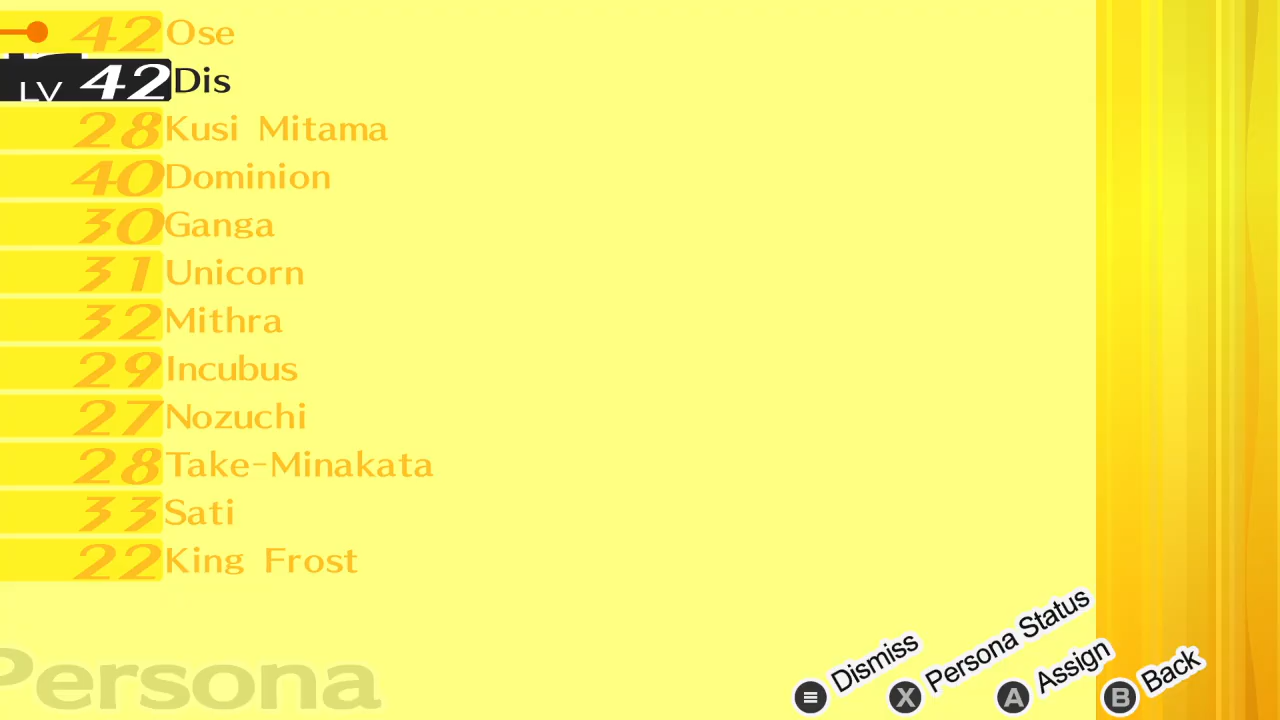 42 Ose
LV 42 Dis
28 Kusi Mitama
40 Dominion
30 Ganga
31 Unicorn
32 Mithra
29 Incubus
27 Nozuchi
28 Take-Minakata
33 Sati
22 King Frost
Persona
Dismiss
X Persona Status
A Assign
B Back